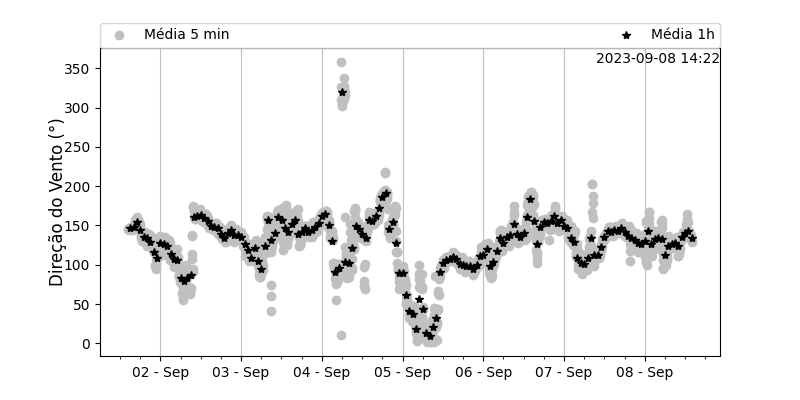 Média 5 min
Média 1h
2023-09-08 14:22
Direção do Vento (°)
350
300
250
200
150
100
50
0
02 - Sep
03 - Sep
04 - Sep
05 - Sep
06 - Sep
07 - Sep
08 - Sep